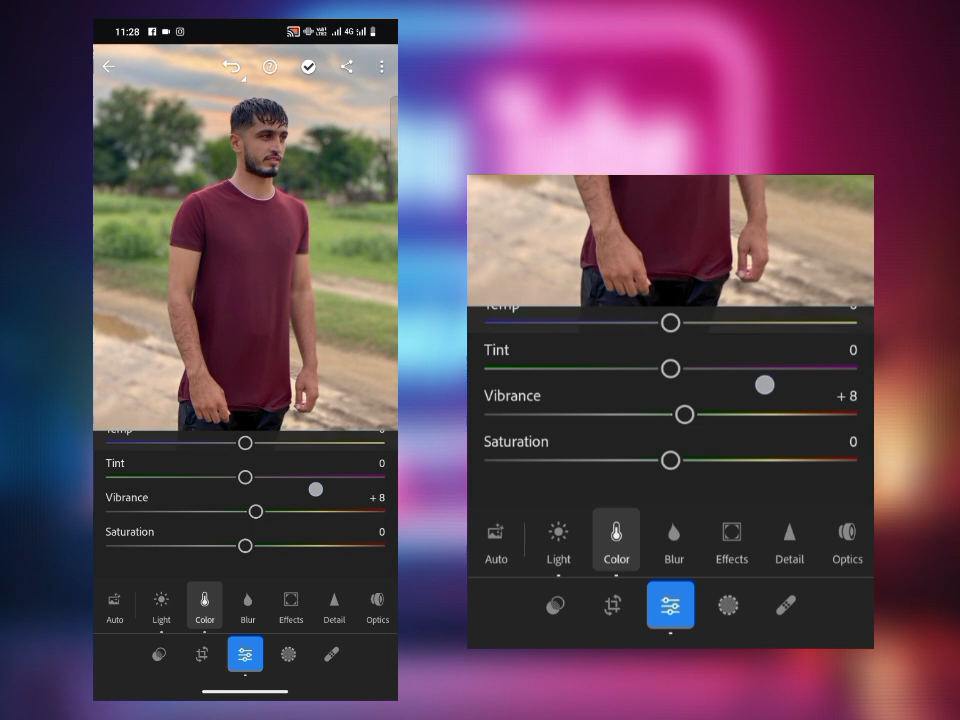 11:28
4G
Temp 0
Tint 0
Vibrance + 8
Saturation 0
Auto Light Color Blur Effects Detail Optics
Temp 0
Tint 0
Vibrance + 8
Saturation 0
Auto Light Color Blur Effects Detail Optics